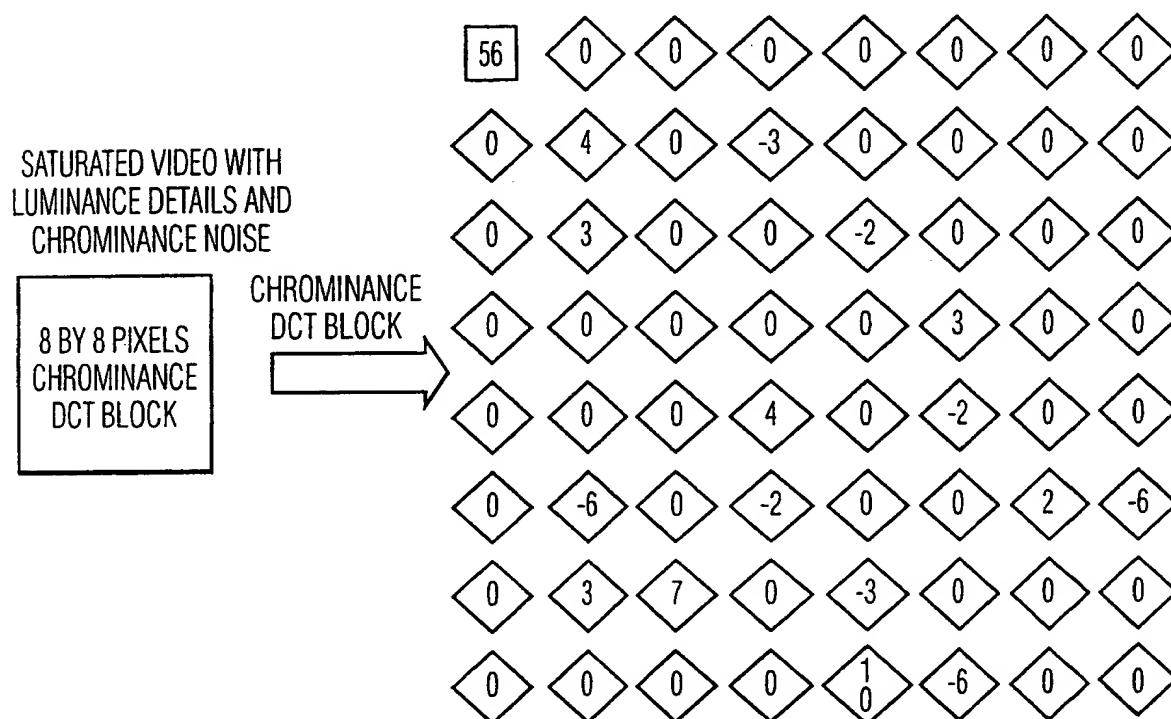 56 0 0 0 0 0 0 0
0 4 0 -3 0 0 0 0
SATURATED VIDEO WITH
LUMINANCE DETAILS AND
CHROMINANCE NOISE
0 3 0 0 -2 0 0 0
8 BY 8 PIXELS
CHROMINANCE
DCT BLOCK
CHROMINANCE
DCT BLOCK
0 0 0 0 0 3 0 0
0 0 0 4 0 -2 0 0
0 -6 0 -2 0 0 2 -6
0 3 7 0 -3 0 0 0
0 0 0 0 1 0 -6 0 0